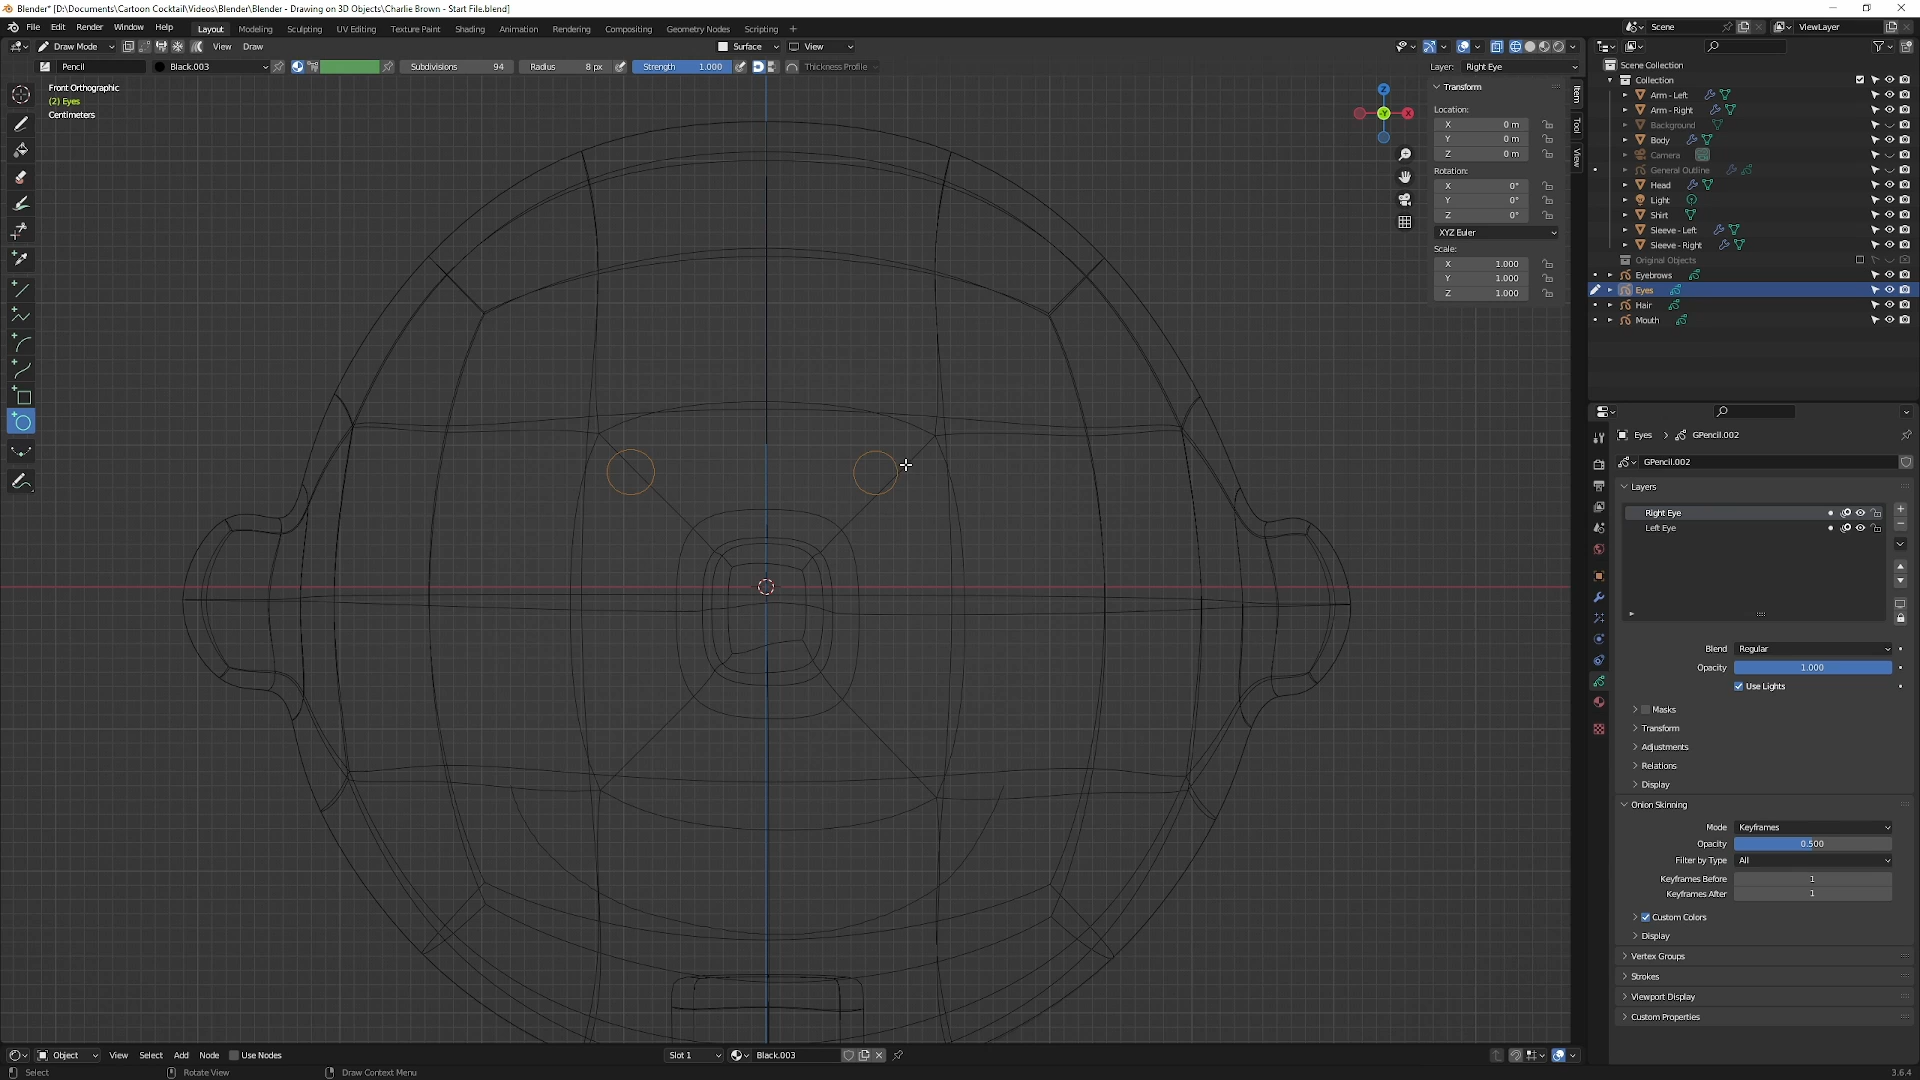 Blender* [D:\Documents\Cartoon Cocktail\Videos\Blender\Blender - Drawing on 3D Objects\Charlie Brown - Start File.blend]
File Edit Render Window Help Layout Modeling Sculpting UV Editing Texture Paint Shading Animation Rendering Compositing Geometry Nodes Scripting + Scene ViewLayer
Draw Mode View Draw Surface View
Pencil Black.003 Subdivisions 94 Radius 8 px Strength 1.000 Thickness Profile Layer: Right Eye
Front Orthographic
(2) Eyes
Centimeters
Z
X
-Y
Transform
Location:
X 0 m
Y 0 m
Z 0 m
Rotation:
X 0°
Y 0°
Z 0°
XYZ Euler
Scale:
X 1.000
Y 1.000
Z 1.000
Item
Tool
View
Scene Collection
Collection
Arm - Left
Arm - Right
Background
Body
Camera
General Outline
Head
Light
Shirt
Sleeve - Left
Sleeve - Right
Original Objects
Eyebrows
Eyes
Hair
Mouth
Eyes > GPencil.002
GPencil.002
Layers
Right Eye
Left Eye
Blend Regular
Opacity 1.000
Use Lights
Masks
Transform
Adjustments
Relations
Display
Onion Skinning
Mode Keyframes
Opacity 0.500
Filter by Type All
Keyframes Before 1
Keyframes After 1
Custom Colors
Display
Vertex Groups
Strokes
Viewport Display
Custom Properties
Object View Select Add Node Use Nodes Slot 1 Black.003
Select Rotate View Draw Context Menu 3.6.4